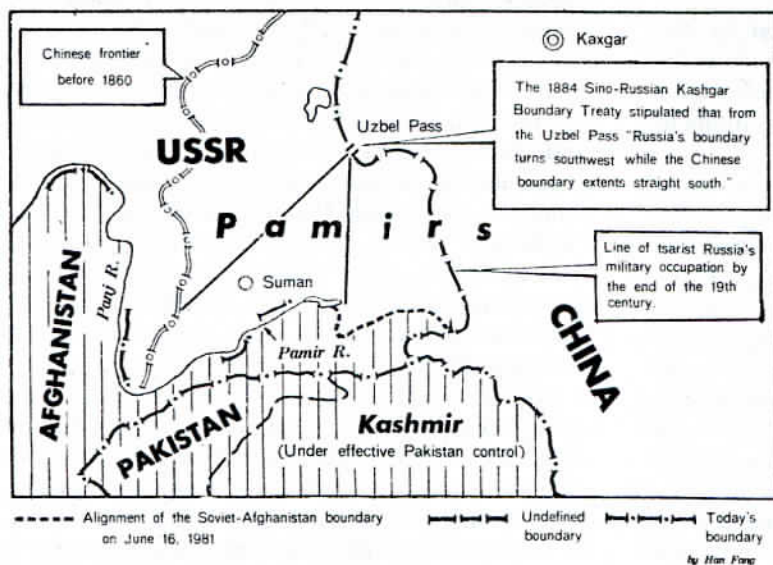 Chinese frontier
before 1860
Kaxgar
The 1884 Sino-Russian Kashgar
Boundary Treaty stipulated that from
the Uzbel Pass "Russia's boundary
turns southwest while the Chinese
boundary extents straight south."
Uzbel Pass
USSR
Pamirs
Line of tsarist Russia's
military occupation by
the end of the 19th
century.
Suman
Panj R.
Pamir R.
AFGHANISTAN
CHINA
PAKISTAN
Kashmir
(Under effective Pakistan control)
Alignment of the Soviet-Afghanistan boundary
on June 16, 1981
Undefined
boundary
Today's
boundary
by Han Fang